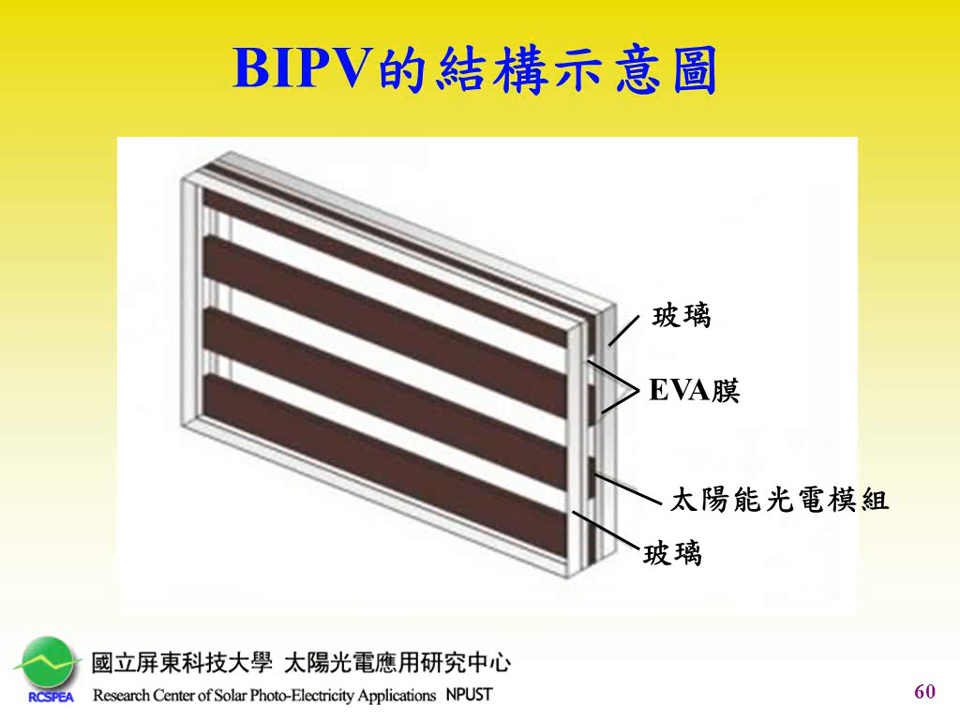 BIPV的結構示意圖
玻璃
EVA膜
太陽能光電模組
玻璃
國立屏東科技大學 太陽光電應用研究中心
RCSPEA
Research Center of Solar Photo-Electricity Applications NPUST
60